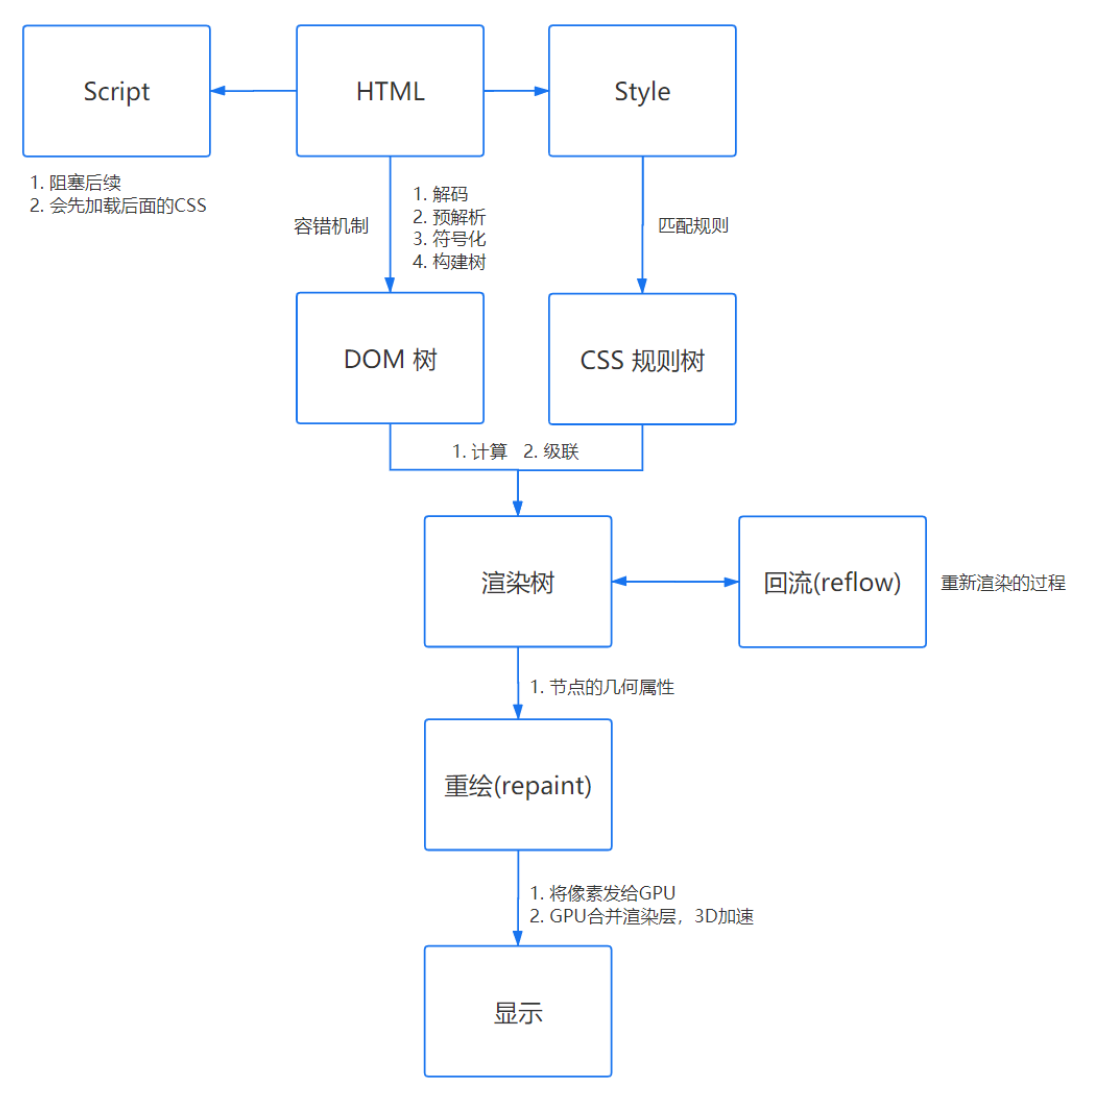 Script
HTML
Style
1. 阻塞后续
2. 会先加载后面的CSS
容错机制
1. 解码
2. 预解析
3. 符号化
4. 构建树
匹配规则
DOM 树
CSS 规则树
1. 计算 2. 级联
渲染树
回流(reflow)
重新渲染的过程
1. 节点的几何属性
重绘(repaint)
1. 将像素发给GPU
2. GPU合并渲染层，3D加速
显示